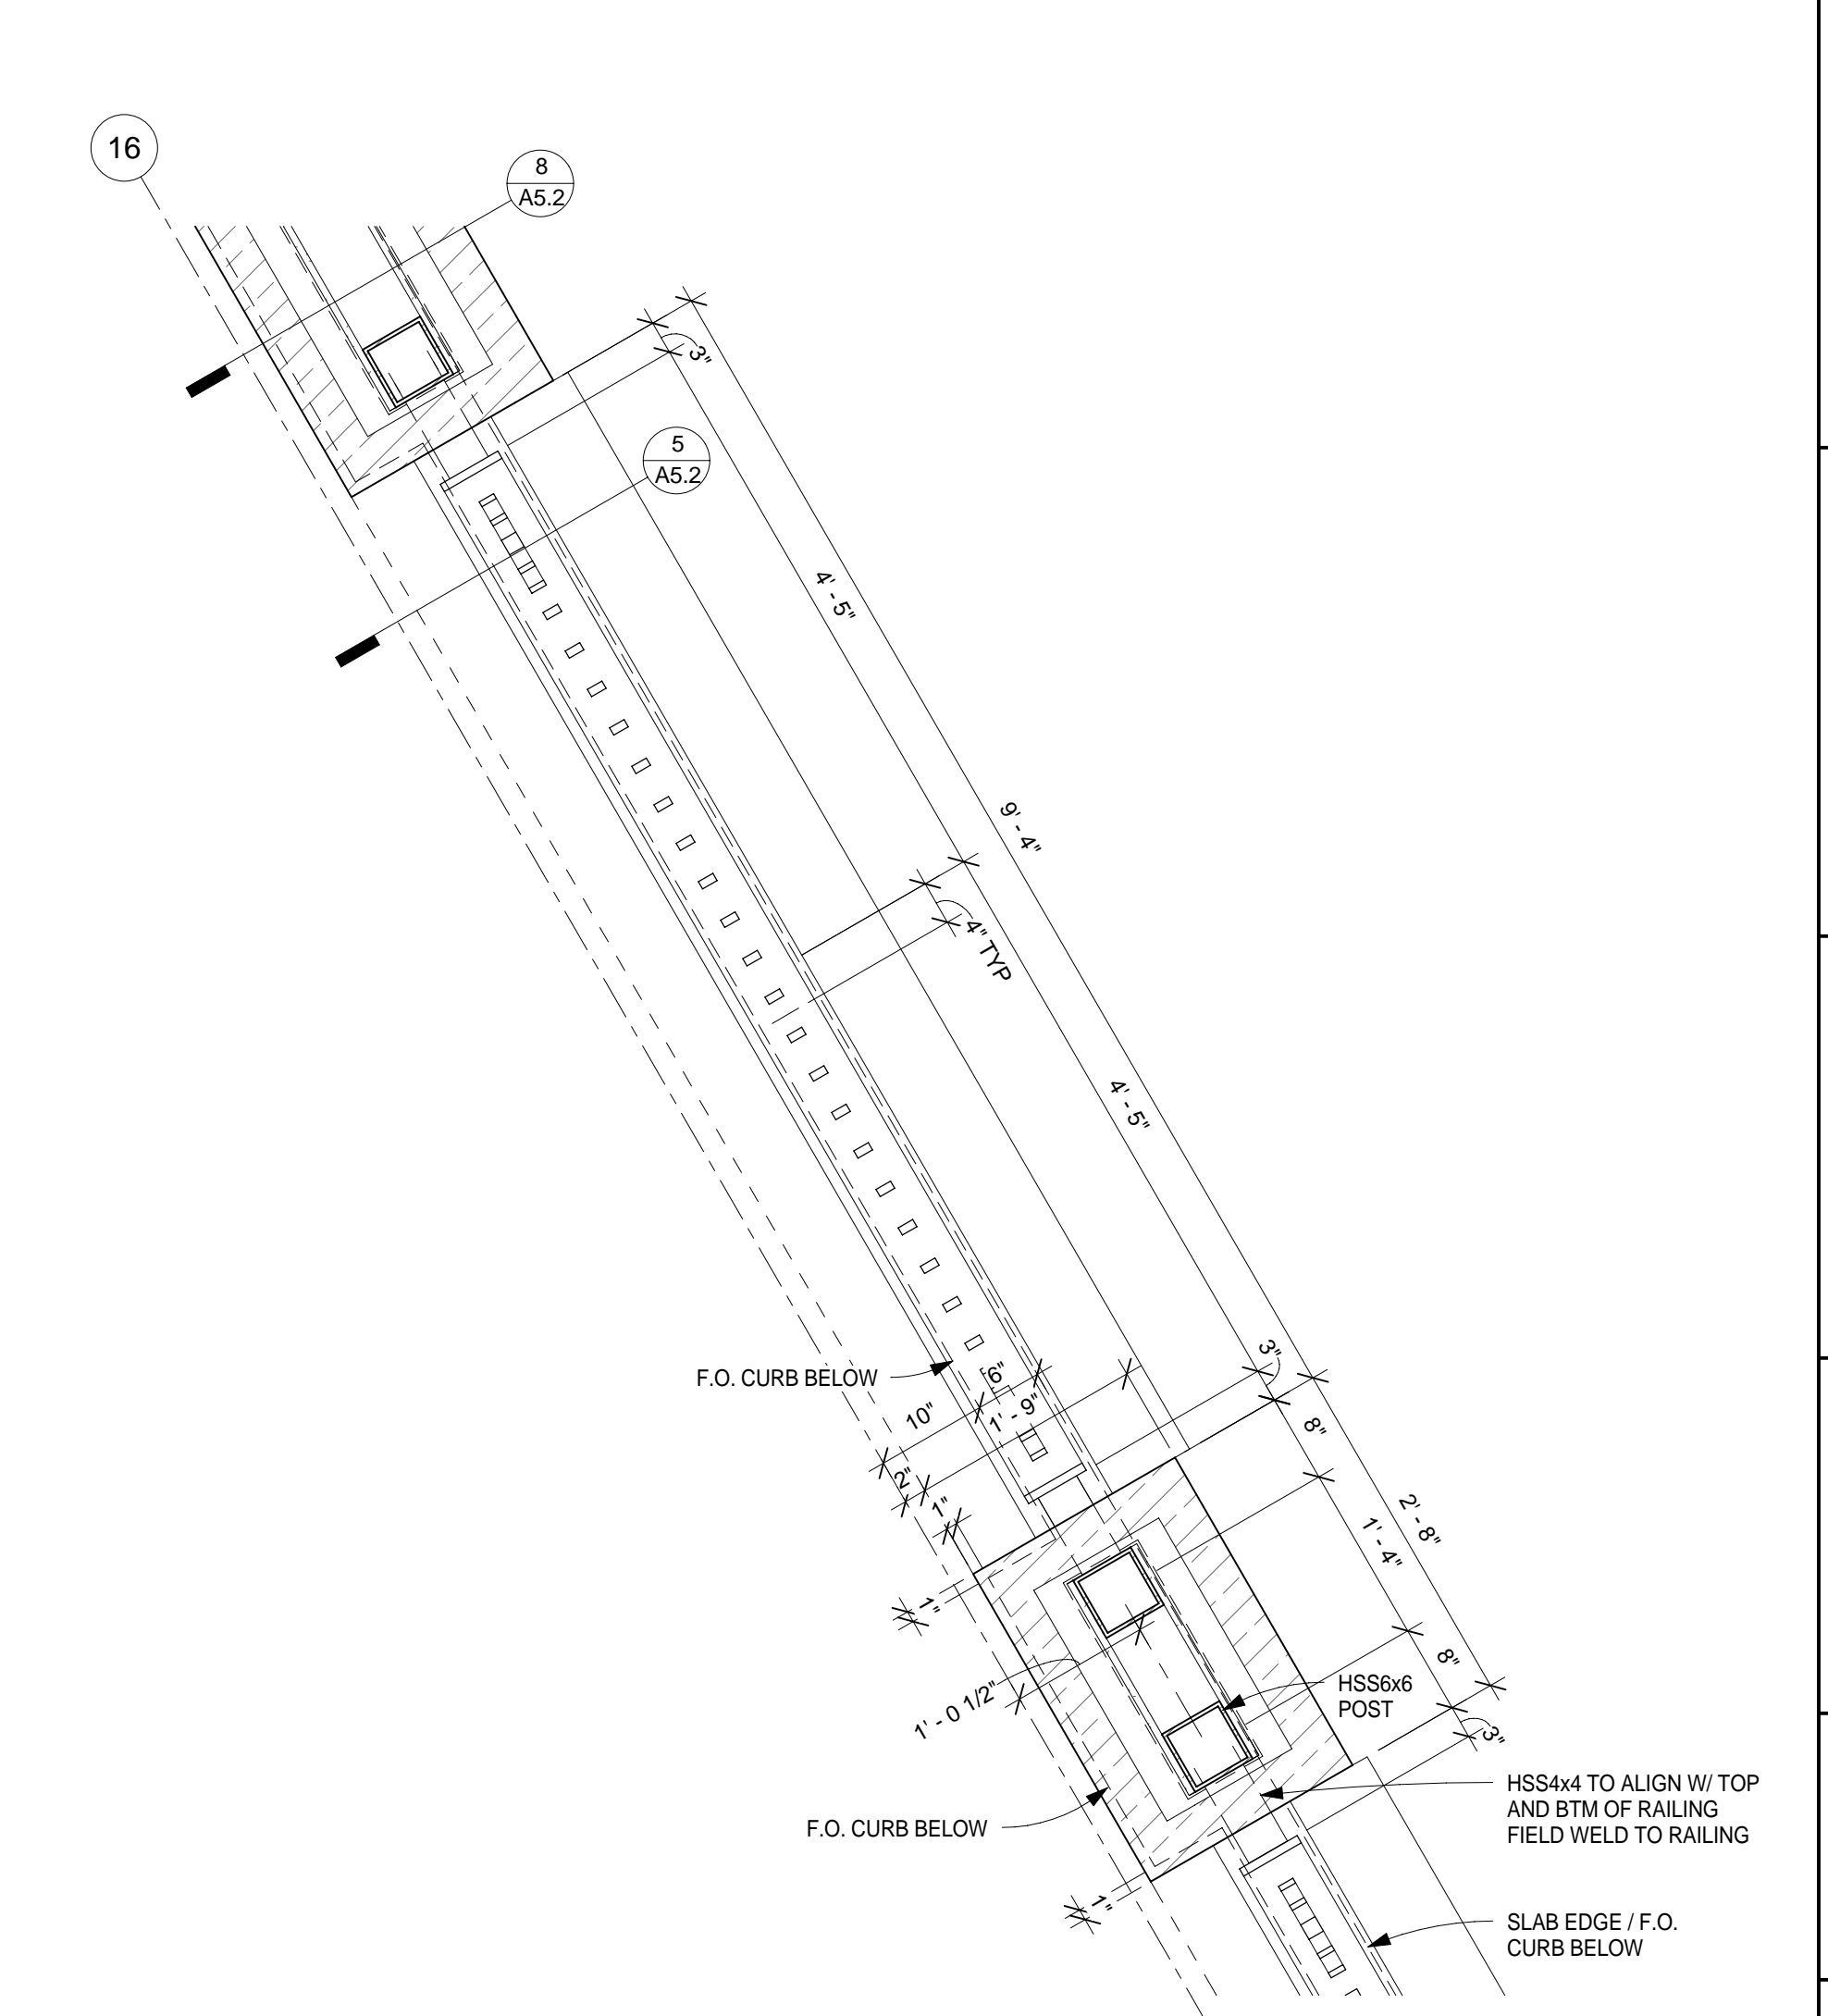 16
8
A5.2
3"
5
A5.2
4' - 5"
9' - 4"
4" TYP
4' - 5"
3"
F.O. CURB BELOW
6"
10"
1' - 9"
8"
2"
1"
2' - 8"
1' - 4"
1"
8"
HSS6x6
POST
1' - 0 1/2"
3"
HSS4x4 TO ALIGN W/ TOP
AND BTM OF RAILING
FIELD WELD TO RAILING
F.O. CURB BELOW
1"
SLAB EDGE / F.O.
CURB BELOW